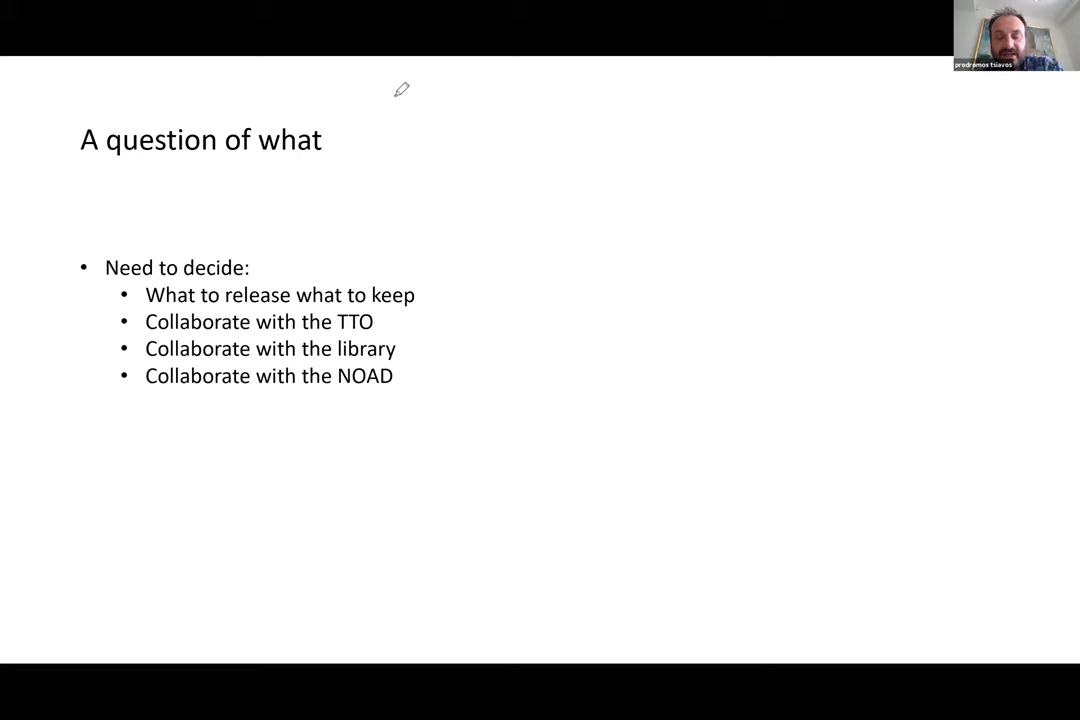 prodromos tsiavos
A question of what
• Need to decide:
• What to release what to keep
• Collaborate with the TTO
• Collaborate with the library
• Collaborate with the NOAD